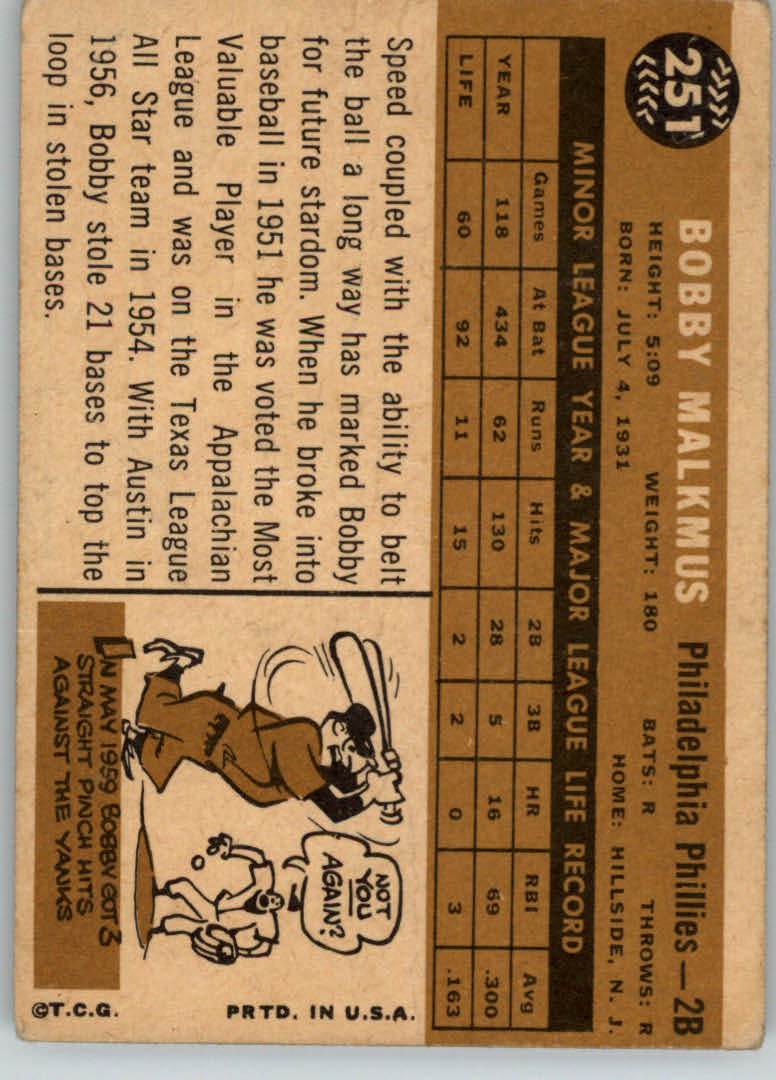 251
BOBBY MALKMUS Philadelphia Phillies—2B
HEIGHT: 5:09 WEIGHT: 180 BATS: R THROWS: R
BORN: JULY 4, 1931 HOME: HILLSIDE, N. J.
MINOR LEAGUE YEAR & MAJOR LEAGUE LIFE RECORD
Games At Bat Runs Hits 2B 3B HR RBI Avg
YEAR 118 434 62 130 28 5 16 69 .300
LIFE 60 92 11 15 2 2 0 3 .163
Speed coupled with the ability to belt
the ball a long way has marked Bobby
for future stardom. When he broke into
baseball in 1951 he was voted the Most
Valuable Player in the Appalachian
League and was on the Texas League
All Star team in 1954. With Austin in
1956, Bobby stole 21 bases to top the
loop in stolen bases.
NOT
YOU
AGAIN?
IN MAY 1959 BOBBY GOT 3
STRAIGHT PINCH HITS
AGAINST THE YANKS
©T.C.G. PRTD. IN U.S.A.